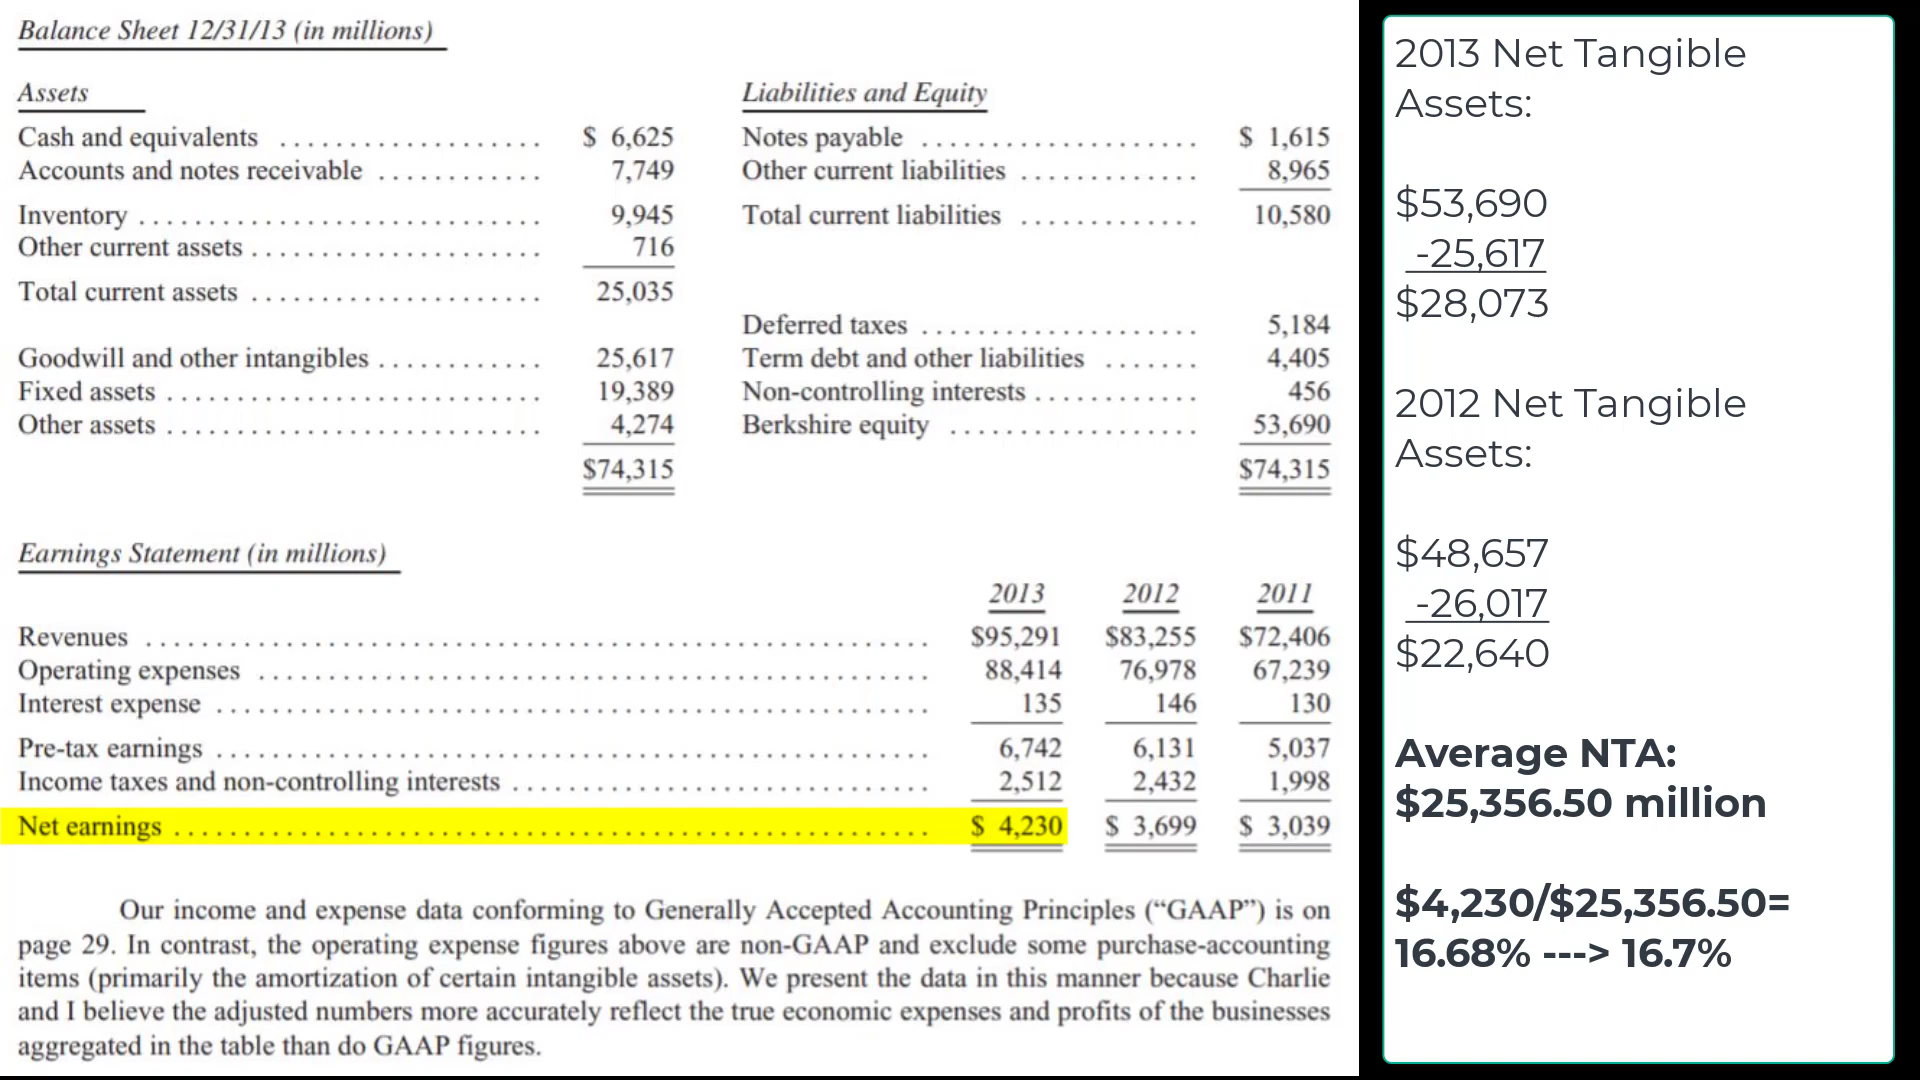 Balance Sheet 12/31/13 (in millions)
Assets
Cash and equivalents .................. $ 6,625
Accounts and notes receivable ............ 7,749
Inventory ............................. 9,945
Other current assets ..................... 716
Total current assets ..................... 25,035
Goodwill and other intangibles ............ 25,617
Fixed assets ........................... 19,389
Other assets ........................... 4,274
$74,315
Liabilities and Equity
Notes payable .................... $ 1,615
Other current liabilities ............. 8,965
Total current liabilities ............. 10,580
Deferred taxes .................... 5,184
Term debt and other liabilities ....... 4,405
Non-controlling interests ............ 456
Berkshire equity .................. 53,690
$74,315
Earnings Statement (in millions)
2013 2012 2011
Revenues ........................................................ $95,291 $83,255 $72,406
Operating expenses ................................................ 88,414 76,978 67,239
Interest expense ................................................... 135 146 130
Pre-tax earnings ................................................... 6,742 6,131 5,037
Income taxes and non-controlling interests .............................. 2,512 2,432 1,998
Net earnings ...................................................... $ 4,230 $ 3,699 $ 3,039
Our income and expense data conforming to Generally Accepted Accounting Principles (“GAAP”) is on
page 29. In contrast, the operating expense figures above are non-GAAP and exclude some purchase-accounting
items (primarily the amortization of certain intangible assets). We present the data in this manner because Charlie
and I believe the adjusted numbers more accurately reflect the true economic expenses and profits of the businesses
aggregated in the table than do GAAP figures.
2013 Net Tangible
Assets:
$53,690
-25,617
$28,073
2012 Net Tangible
Assets:
$48,657
-26,017
$22,640
Average NTA:
$25,356.50 million
$4,230/$25,356.50=
16.68% ---> 16.7%